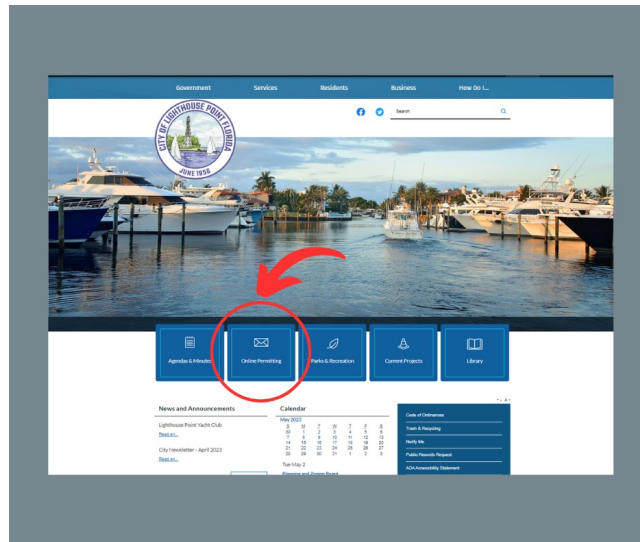 Government Services Residents Business How Do I...
CITY OF LIGHTHOUSE POINT FLORIDA
JUNE 1956
Search
Agendas & Minutes Online Permitting Parks & Recreation Current Projects Library
News and Announcements
Lighthouse Point Yacht Club
Read on...
City Newsletter - April 2023
Read on...
Calendar
May 2023
S M T W T F S
30 1 2 3 4 5 6
7 8 9 10 11 12 13
14 15 16 17 18 19 20
21 22 23 24 25 26 27
28 29 30 31 1 2 3
Tue May 2
Planning and Zoning Board
Code of Ordinances
Trash & Recycling
Notify Me
Public Records Request
ADA Accessibility Statement